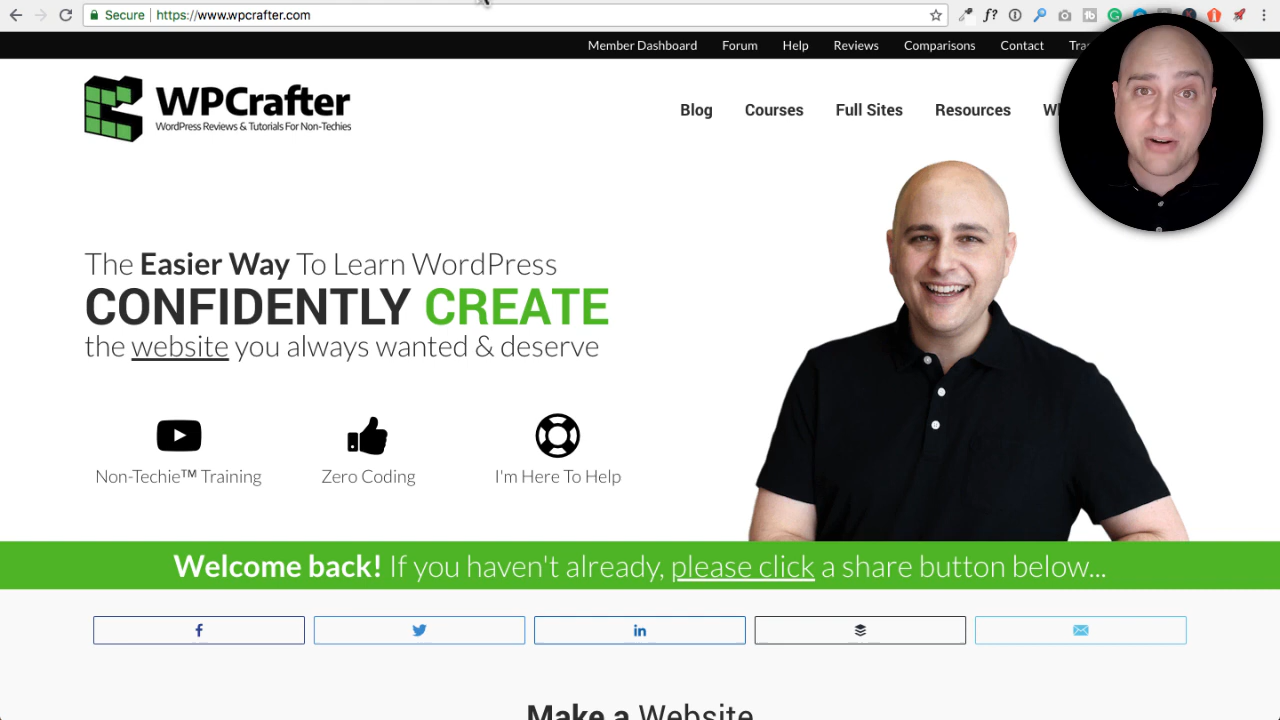 Secure
https://www.wpcrafter.com
Member Dashboard Forum Help Reviews Comparisons Contact
WPCrafter
WordPress Reviews & Tutorials For Non-Techies
Blog Courses Full Sites Resources
The Easier Way To Learn WordPress
CONFIDENTLY CREATE
the website you always wanted & deserve
Non-Techie™ Training Zero Coding I'm Here To Help
Welcome back! If you haven't already, please click a share button below...
Make a Website